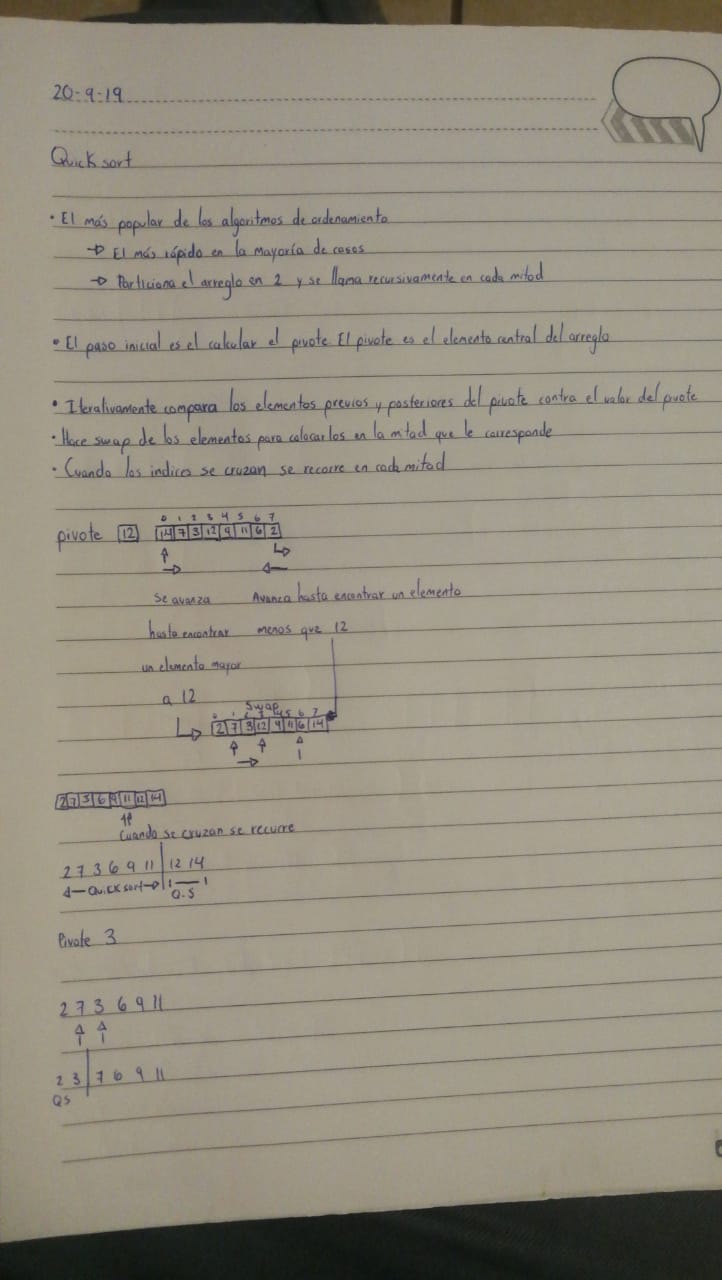 20-9-19
Quick sort
• El más popular de los algoritmos de ordenamiento
→ El más rápido en la mayoría de casos
→ Particiona el arreglo en 2 y se llama recursivamente en cada mitad
• El paso inicial es el calcular el pivote. El pivote es el elemento central del arreglo
• Iterativamente compara los elementos previos y posteriores del pivote contra el valor del pivote
• Hace swap de los elementos para colocarlos en la mitad que le corresponde
• Cuando los indices se cruzan se recorre en cada mitad
0 1 2 3 4 5 6 7
pivote 12 14 7 3 12 9 11 6 2
se avanza Avanza hasta encontrar un elemento
hasta encontrar menos que 12
un elemento mayor
a 12
Swap
0 1 2 3 4 5 6 7
2 7 3 12 9 11 6 14
2 7 3 6 9 11 12 14
Cuando se cruzan se recurre
2 7 3 6 9 11 | 12 14
← Quick sort → Q.S
Pivote 3
2 7 3 6 9 11
2 3 | 7 6 9 11
QS